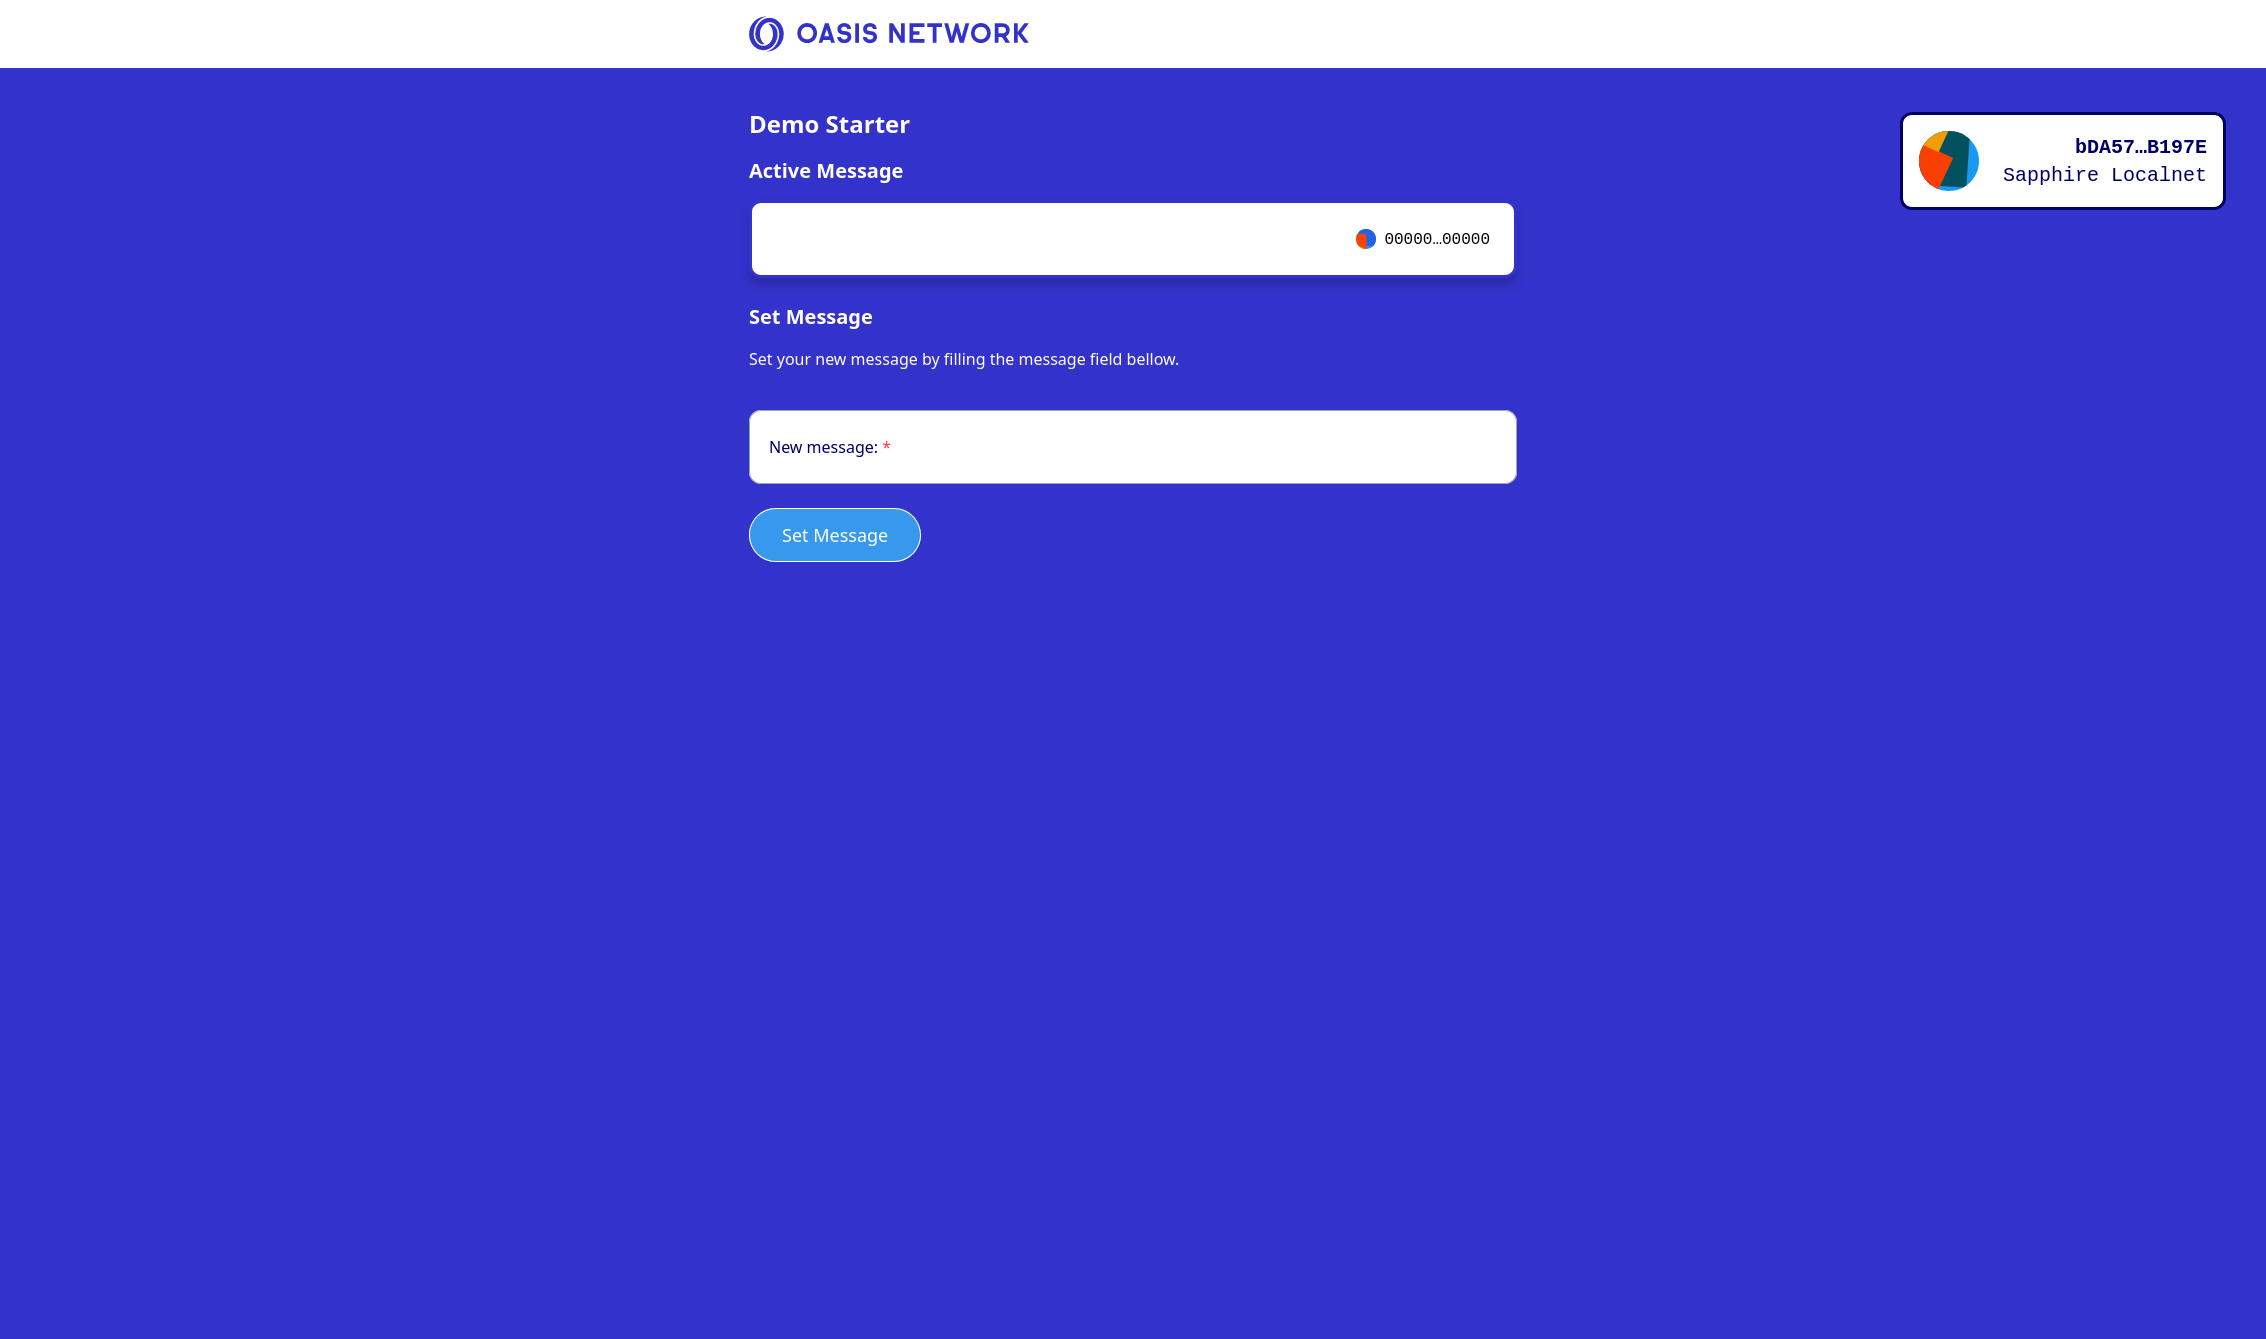 OASIS NETWORK
Demo Starter
bDA57…B197E
Sapphire Localnet
Active Message
00000…00000
Set Message
Set your new message by filling the message field bellow.
New message: *
Set Message